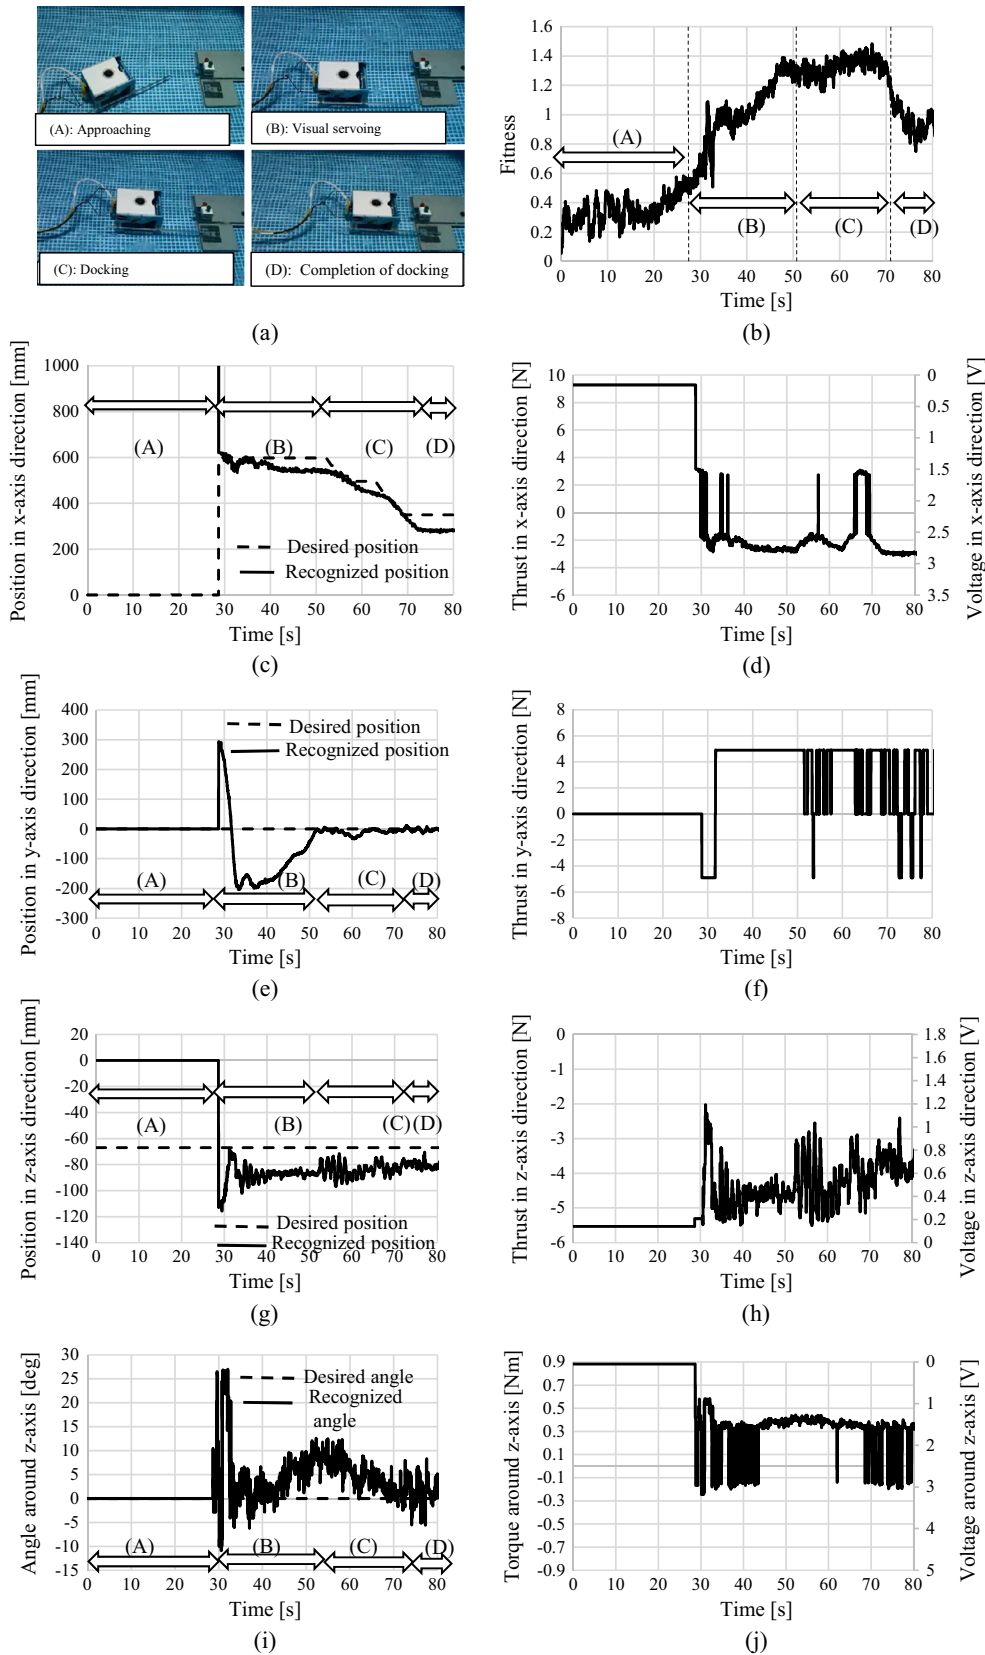 (A): Approaching
(B): Visual servoing
(C): Docking
(D): Completion of docking
(a)
Fitness
1.6
1.4
1.2
1
0.8
0.6
0.4
0.2
0
(A)
(B)
(C)
(D)
0 10 20 30 40 50 60 70 80
Time [s]
(b)
Position in x-axis direction [mm]
1000
800
600
400
200
0
(A)
(B)
(C)
(D)
Desired position
Recognized position
0 10 20 30 40 50 60 70 80
Time [s]
(c)
Thrust in x-axis direction [N]
10
8
6
4
2
0
-2
-4
-6
0
0.5
1
1.5
2
2.5
3
3.5
Voltage in x-axis direction [V]
0 10 20 30 40 50 60 70 80
Time [s]
(d)
Position in y-axis direction [mm]
400
300
200
100
0
-100
-200
-300
Desired position
Recognized position
(A)
(B)
(C)
(D)
0 10 20 30 40 50 60 70 80
Time [s]
(e)
Thrust in y-axis direction [N]
8
6
4
2
0
-2
-4
-6
-8
0 10 20 30 40 50 60 70 80
Time [s]
(f)
Position in z-axis direction [mm]
20
0
-20
-40
-60
-80
-100
-120
-140
(A)
(B)
(C)
(D)
Desired position
Recognized position
0 10 20 30 40 50 60 70 80
Time [s]
(g)
Thrust in z-axis direction [N]
0
-1
-2
-3
-4
-5
-6
1.8
1.6
1.4
1.2
1
0.8
0.6
0.4
0.2
0
Voltage in z-axis direction [V]
0 10 20 30 40 50 60 70 80
Time [s]
(h)
Angle around z-axis [deg]
30
25
20
15
10
5
0
-5
-10
-15
Desired angle
Recognized
angle
(A)
(B)
(C)
(D)
0 10 20 30 40 50 60 70 80
Time [s]
(i)
Torque around z-axis [Nm]
0.9
0.7
0.5
0.3
0.1
-0.1
-0.3
-0.5
-0.7
-0.9
0
1
2
3
4
5
Voltage around z-axis [V]
0 10 20 30 40 50 60 70 80
Time [s]
(j)